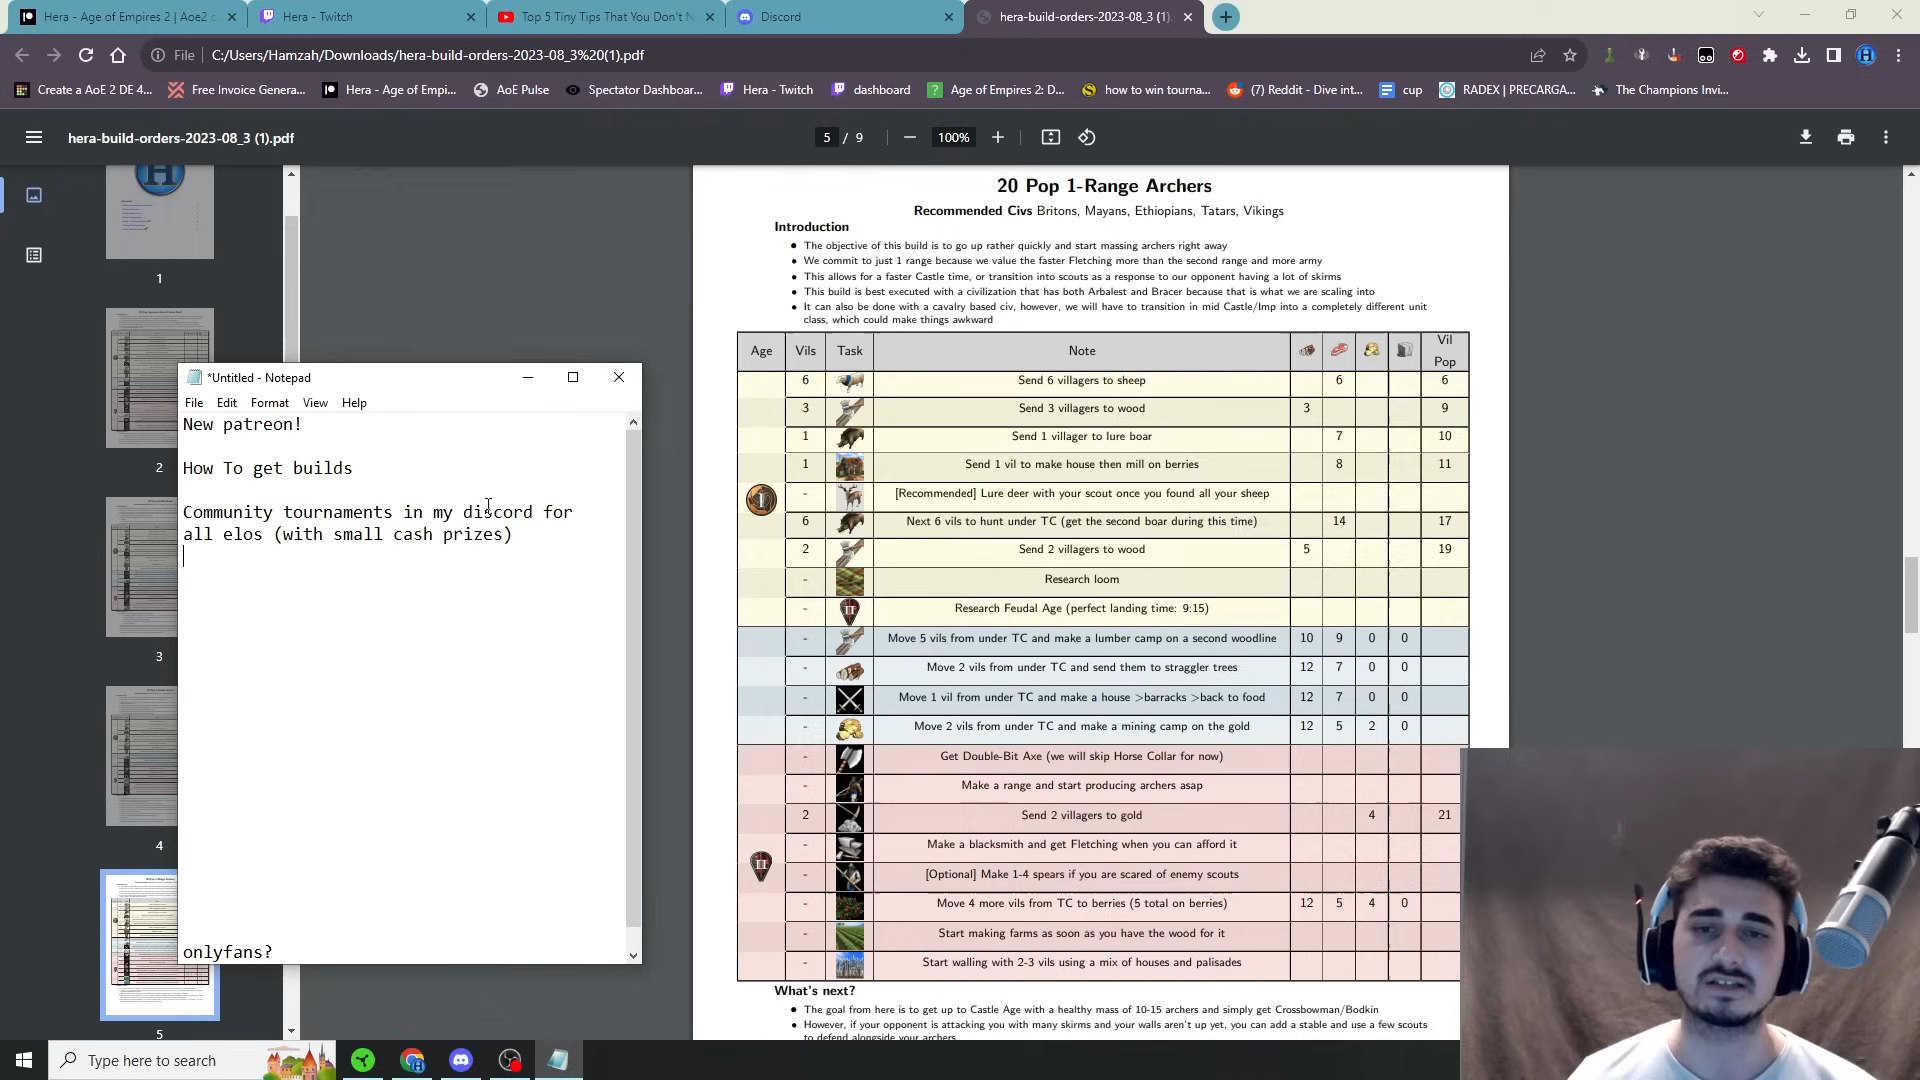 Hera - Age of Empires 2 | Aoe2 c
Hera - Twitch
Top 5 Tiny Tips That You Don't N
Discord
hera-build-orders-2023-08_3 (1).
File
C:/Users/Hamzah/Downloads/hera-build-orders-2023-08_3%20(1).pdf
Create a AoE 2 DE 4...
Free Invoice Genera...
Hera - Age of Empi...
AoE Pulse
Spectator Dashboar...
Hera - Twitch
dashboard
Age of Empires 2: D...
how to win tourna...
(7) Reddit - Dive int...
cup
RADEX | PRECARGA...
The Champions Invi...
hera-build-orders-2023-08_3 (1).pdf
5 / 9
100%
1
2
3
4
5
*Untitled - Notepad
File Edit Format View Help
New patreon!
How To get builds
Community tournaments in my discord for
all elos (with small cash prizes)
onlyfans?
20 Pop 1-Range Archers
Recommended Civs Britons, Mayans, Ethiopians, Tatars, Vikings
Introduction
• The objective of this build is to go up rather quickly and start massing archers right away
• We commit to just 1 range because we value the faster Fletching more than the second range and more army
• This allows for a faster Castle time, or transition into scouts as a response to our opponent having a lot of skirms
• This build is best executed with a civilization that has both Arbalest and Bracer because that is what we are scaling into
• It can also be done with a cavalry based civ, however, we will have to transition in mid Castle/Imp into a completely different unit
class, which could make things awkward
Age Vils Task Note Vil Pop
6 Send 6 villagers to sheep 6 6
3 Send 3 villagers to wood 3 9
1 Send 1 villager to lure boar 7 10
1 Send 1 vil to make house then mill on berries 8 11
- [Recommended] Lure deer with your scout once you found all your sheep
6 Next 6 vils to hunt under TC (get the second boar during this time) 14 17
2 Send 2 villagers to wood 5 19
- Research loom
- Research Feudal Age (perfect landing time: 9:15)
- Move 5 vils from under TC and make a lumber camp on a second woodline 10 9 0 0
- Move 2 vils from under TC and send them to straggler trees 12 7 0 0
- Move 1 vil from under TC and make a house >barracks >back to food 12 7 0 0
- Move 2 vils from under TC and make a mining camp on the gold 12 5 2 0
- Get Double-Bit Axe (we will skip Horse Collar for now)
- Make a range and start producing archers asap
2 Send 2 villagers to gold 4 21
- Make a blacksmith and get Fletching when you can afford it
- [Optional] Make 1-4 spears if you are scared of enemy scouts
- Move 4 more vils from TC to berries (5 total on berries) 12 5 4 0
- Start making farms as soon as you have the wood for it
- Start walling with 2-3 vils using a mix of houses and palisades
What's next?
• The goal from here is to get up to Castle Age with a healthy mass of 10-15 archers and simply get Crossbowman/Bodkin
• However, if your opponent is attacking you with many skirms and your walls aren't up yet, you can add a stable and use a few scouts
to defend alongside your archers
Type here to search